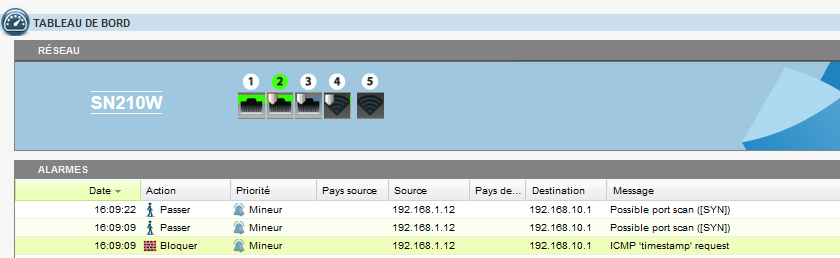 TABLEAU DE BORD
RÉSEAU
1 2 3 4 5
SN210W
ALARMES
Date Action Priorité Pays source Source Pays de... Destination Message
16:09:22 Passer Mineur 192.168.1.12 192.168.10.1 Possible port scan ([SYN])
16:09:09 Passer Mineur 192.168.1.12 192.168.10.1 Possible port scan ([SYN])
16:09:09 Bloquer Mineur 192.168.1.12 192.168.10.1 ICMP 'timestamp' request